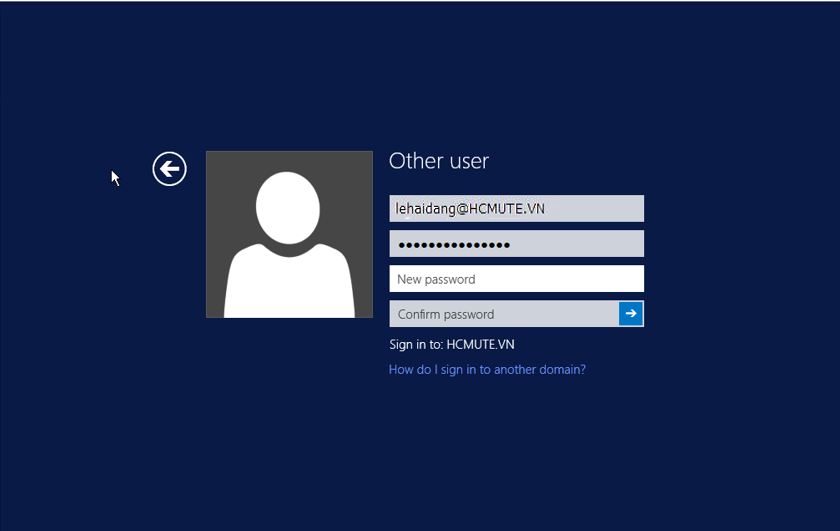 Other user
lehaidang@HCMUTE.VN
●●●●●●●●●●●●●●●
New password
Confirm password
Sign in to: HCMUTE.VN
How do I sign in to another domain?